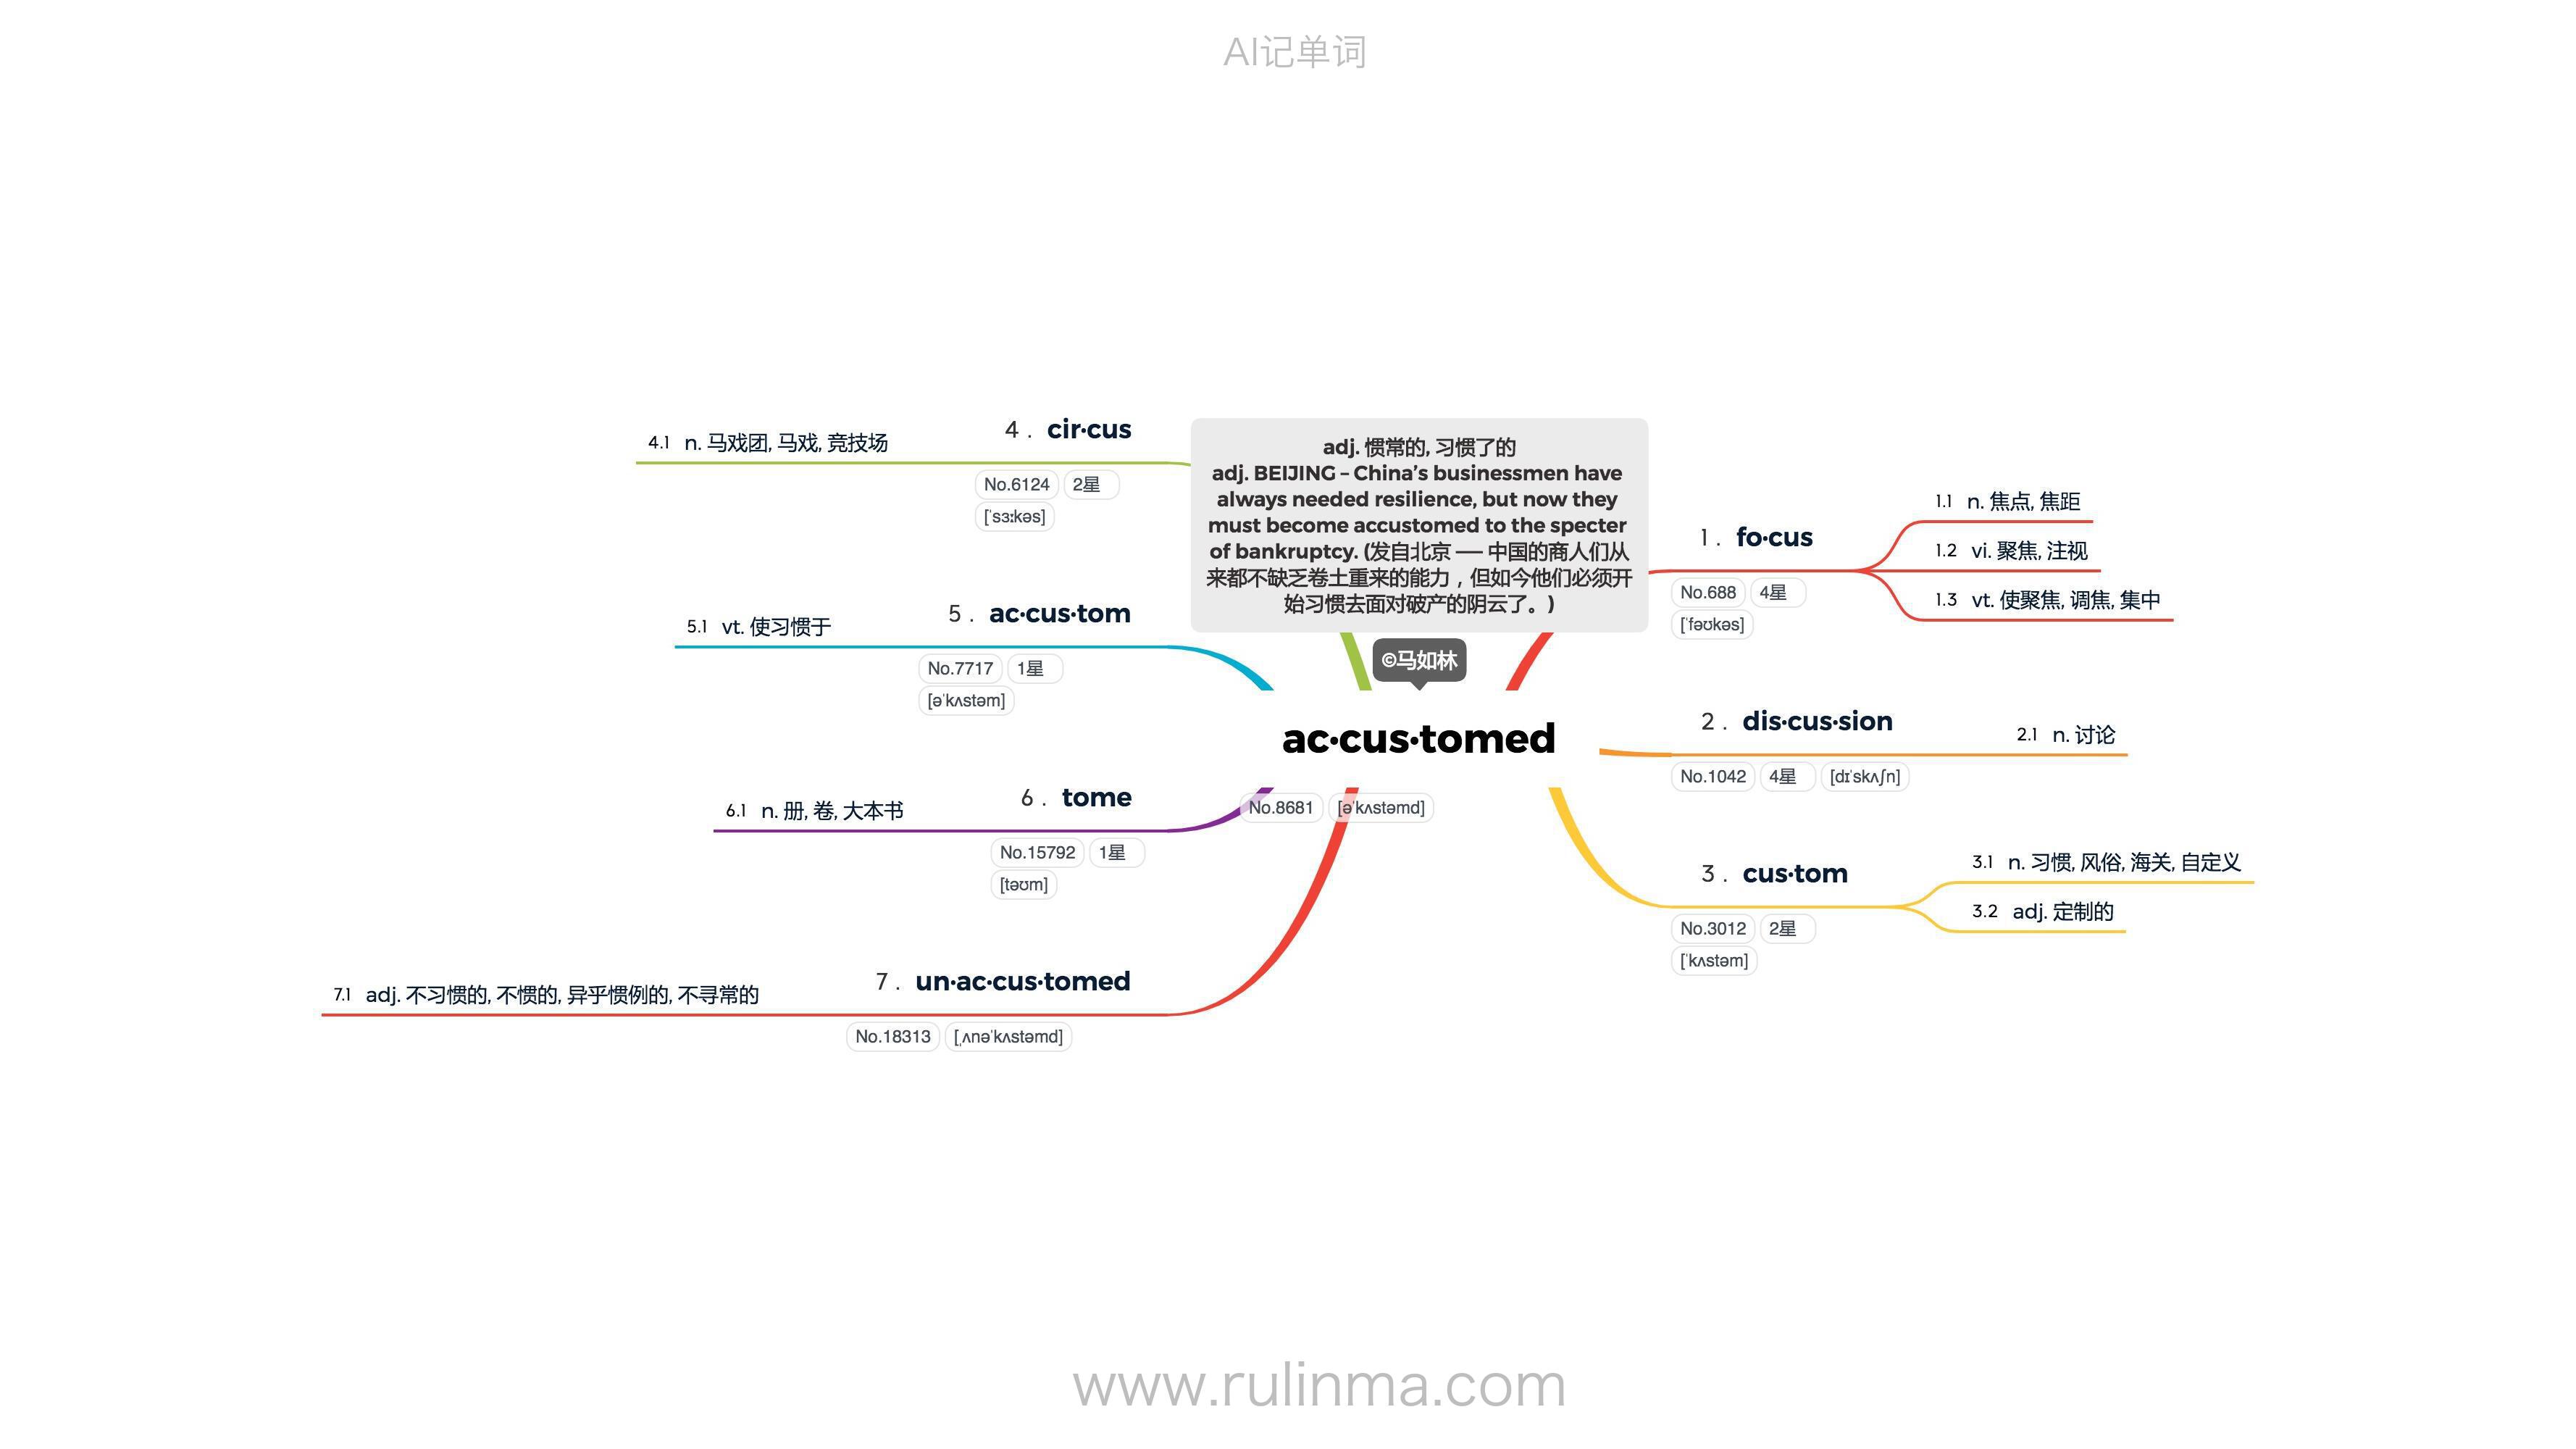 AI记单词
adj. 惯常的, 习惯了的
adj. BEIJING – China’s businessmen have
always needed resilience, but now they
must become accustomed to the specter
of bankruptcy. (发自北京 —— 中国的商人们从
来都不缺乏卷土重来的能力，但如今他们必须开
始习惯去面对破产的阴云了。)
©马如林
ac·cus·tomed
No.8681 [əˈkʌstəmd]
1. fo·cus
No.688 4星
[ˈfəʊkəs]
1.1 n. 焦点, 焦距
1.2 vi. 聚焦, 注视
1.3 vt. 使聚焦, 调焦, 集中
2. dis·cus·sion
No.1042 4星 [dɪˈskʌʃn]
2.1 n. 讨论
3. cus·tom
No.3012 2星
[ˈkʌstəm]
3.1 n. 习惯, 风俗, 海关, 自定义
3.2 adj. 定制的
4. cir·cus
No.6124 2星
[ˈsɜːkəs]
4.1 n. 马戏团, 马戏, 竞技场
5. ac·cus·tom
No.7717 1星
[əˈkʌstəm]
5.1 vt. 使习惯于
6. tome
No.15792 1星
[təʊm]
6.1 n. 册, 卷, 大本书
7. un·ac·cus·tomed
No.18313 [ˌʌnəˈkʌstəmd]
7.1 adj. 不习惯的, 不惯的, 异乎惯例的, 不寻常的
www.rulinma.com